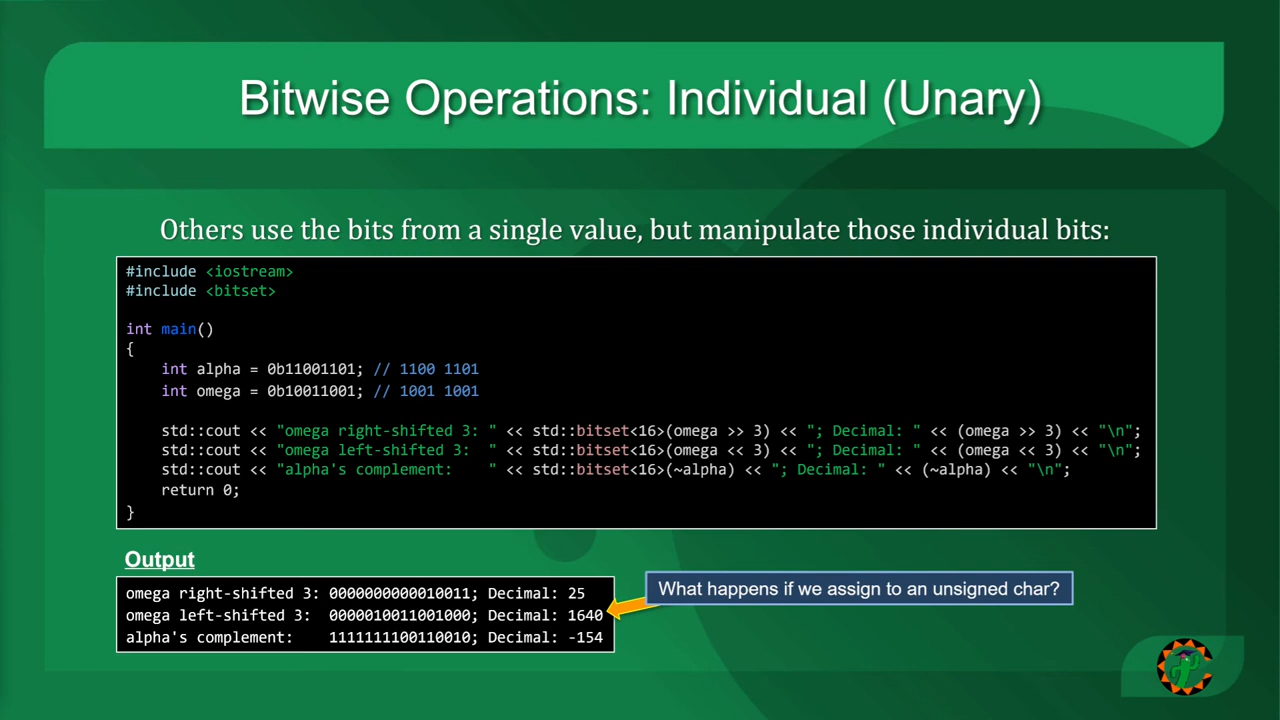 Bitwise Operations: Individual (Unary)
Others use the bits from a single value, but manipulate those individual bits:
#include <iostream>
#include <bitset>
int main()
{
    int alpha = 0b11001101; // 1100 1101
    int omega = 0b10011001; // 1001 1001
    std::cout << "omega right-shifted 3: " << std::bitset<16>(omega >> 3) << "; Decimal: " << (omega >> 3) << "\n";
    std::cout << "omega left-shifted 3:  " << std::bitset<16>(omega << 3) << "; Decimal: " << (omega << 3) << "\n";
    std::cout << "alpha's complement:    " << std::bitset<16>(~alpha) << "; Decimal: " << (~alpha) << "\n";
    return 0;
}
Output
omega right-shifted 3: 0000000000010011; Decimal: 25
omega left-shifted 3:  0000010011001000; Decimal: 1640
alpha's complement:    1111111100110010; Decimal: -154
What happens if we assign to an unsigned char?